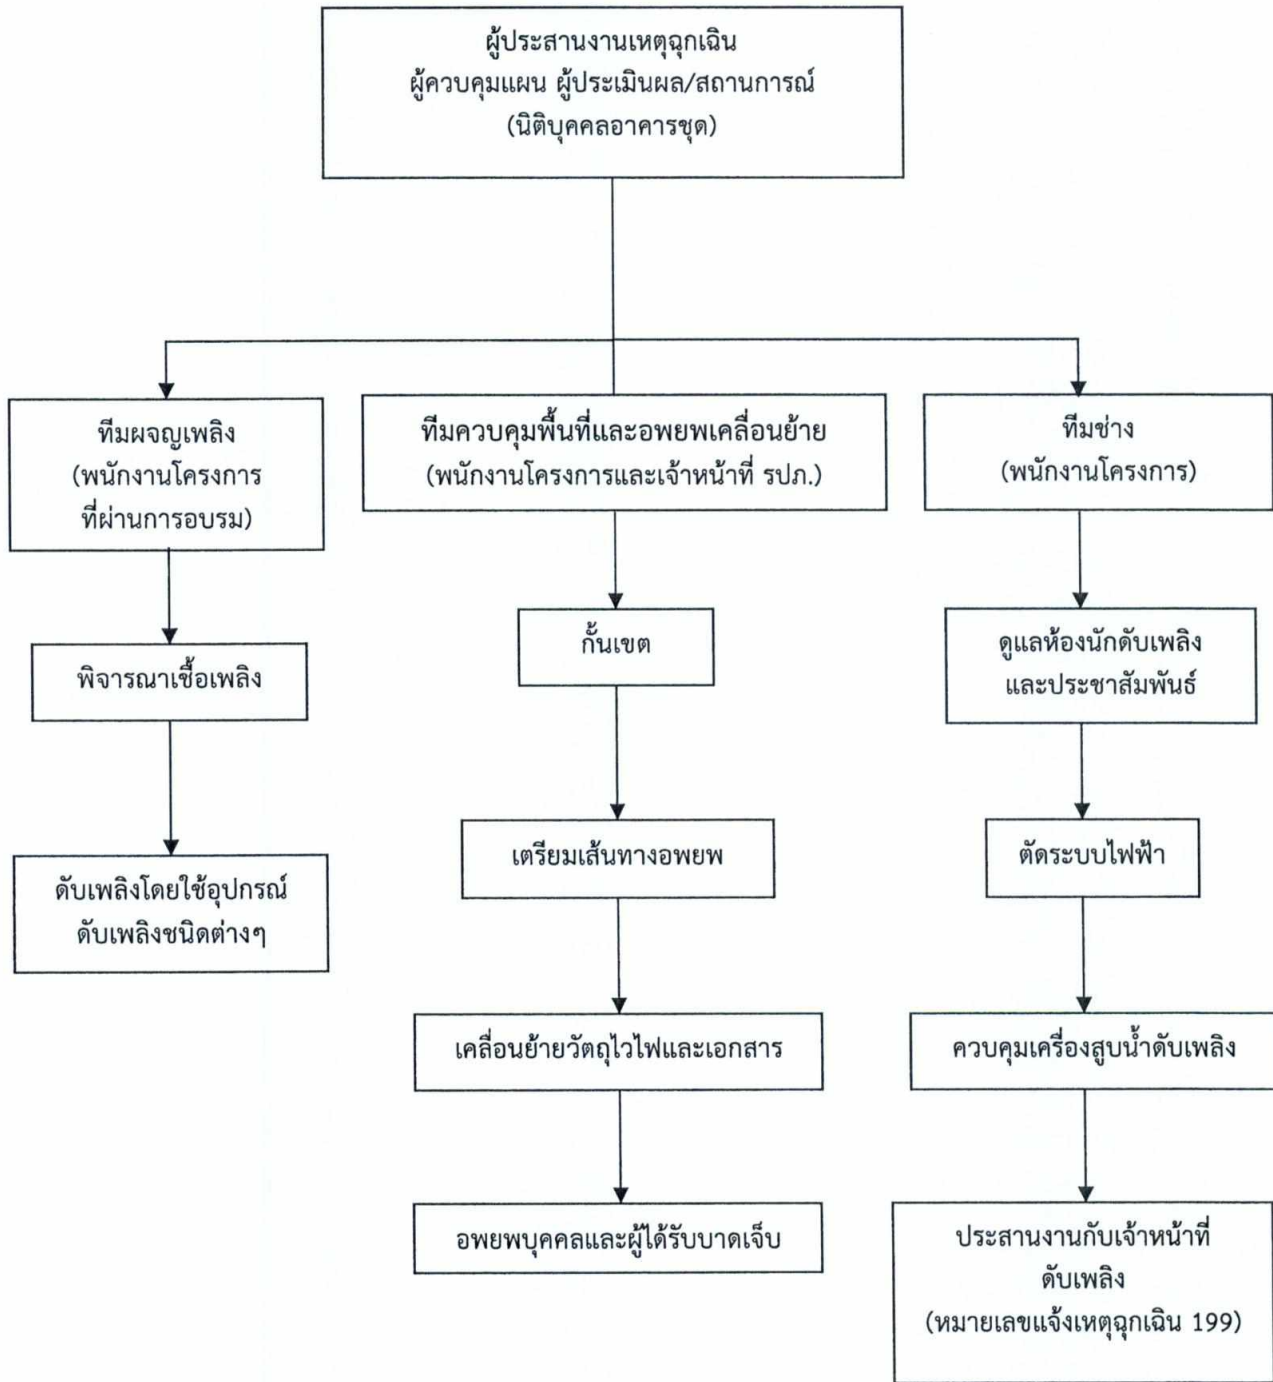 ผู้ประสานงานเหตุฉุกเฉิน
ผู้ควบคุมแผน ผู้ประเมินผล/สถานการณ์
(นิติบุคคลอาคารชุด)
ทีมผจญเพลิง
(พนักงานโครงการ
ที่ผ่านการอบรม)
พิจารณาเชื้อเพลิง
ดับเพลิงโดยใช้อุปกรณ์
ดับเพลิงชนิดต่างๆ
ทีมควบคุมพื้นที่และอพยพเคลื่อนย้าย
(พนักงานโครงการและเจ้าหน้าที่ รปภ.)
กั้นเขต
เตรียมเส้นทางอพยพ
เคลื่อนย้ายวัตถุไวไฟและเอกสาร
อพยพบุคคลและผู้ได้รับบาดเจ็บ
ทีมช่าง
(พนักงานโครงการ)
ดูแลห้องนักดับเพลิง
และประชาสัมพันธ์
ตัดระบบไฟฟ้า
ควบคุมเครื่องสูบน้ำดับเพลิง
ประสานงานกับเจ้าหน้าที่
ดับเพลิง
(หมายเลขแจ้งเหตุฉุกเฉิน 199)